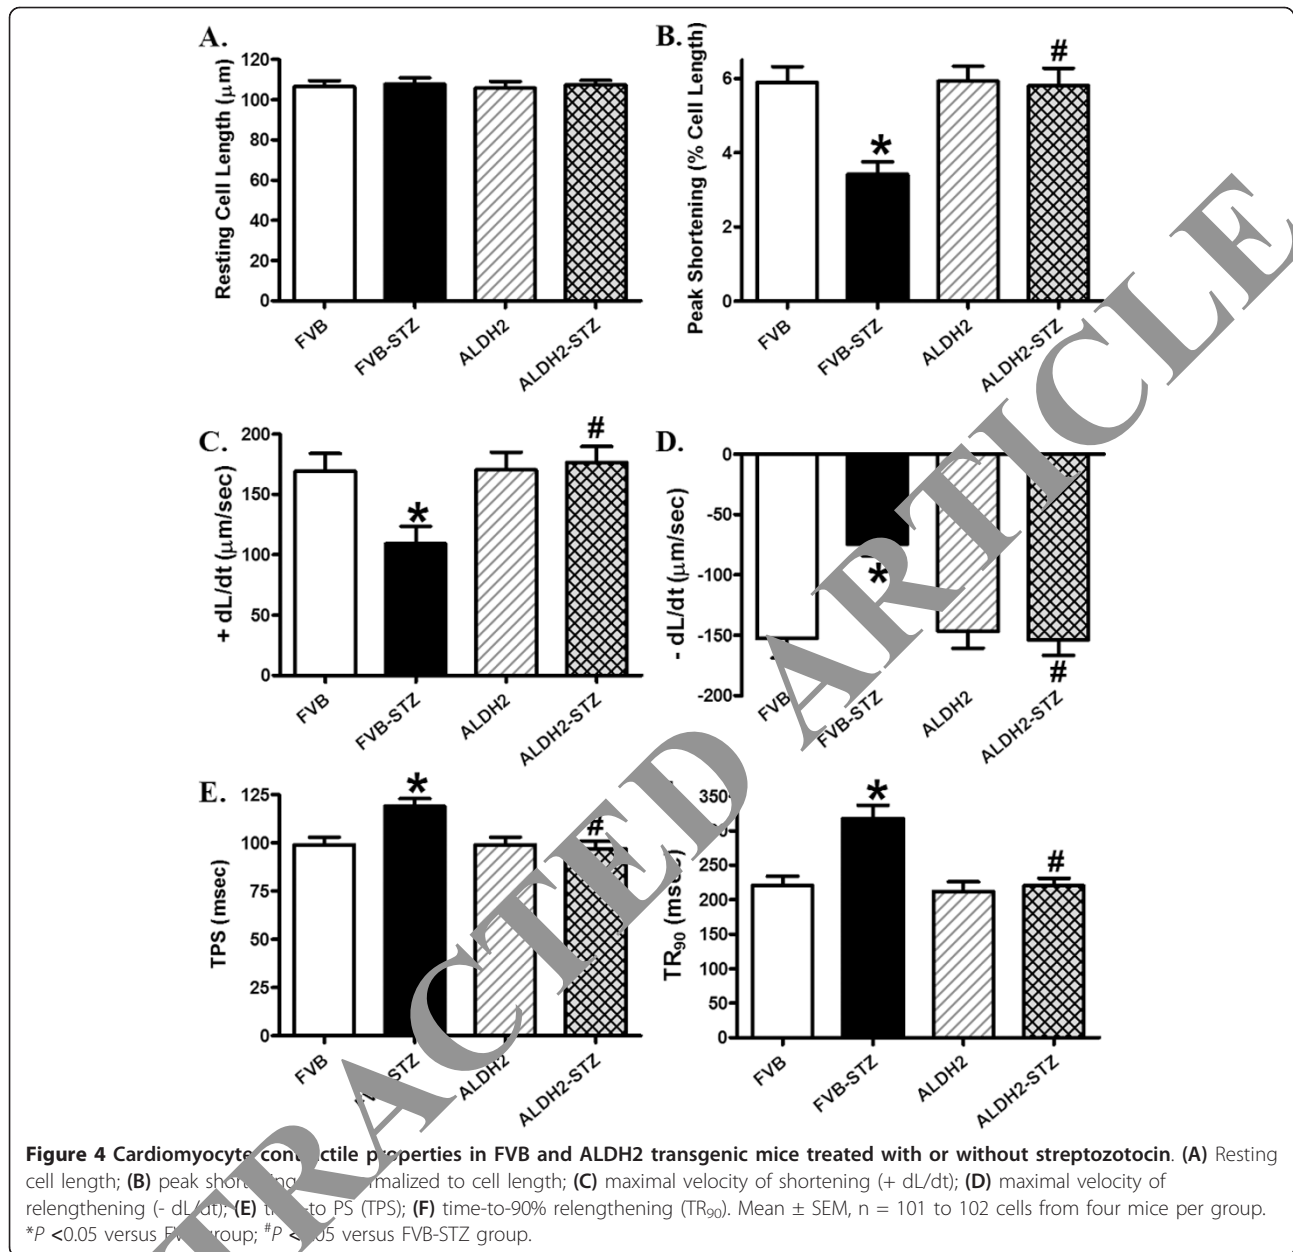 A.
Resting Cell Length (μm)
120
100
80
60
40
20
0
FVB
FVB-STZ
ALDH2
ALDH2-STZ
B.
Peak Shortening (% Cell Length)
6
4
2
0
*
#
FVB
FVB-STZ
ALDH2
ALDH2-STZ
C.
+ dL/dt (μm/sec)
200
150
100
50
0
*
#
FVB
FVB-STZ
ALDH2
ALDH2-STZ
D.
- dL/dt (μm/sec)
0
-50
-100
-150
-200
*
#
FVB
FVB-STZ
ALDH2
ALDH2-STZ
E.
TPS (msec)
125
100
75
50
25
0
*
#
FVB
ALDH2
ALDH2-STZ
TR90 (msec)
350
250
200
150
100
50
0
*
#
FVB
FVB-STZ
ALDH2
ALDH2-STZ
TRACTED ARTICLE
Figure 4 Cardiomyocyte properties in FVB and ALDH2 transgenic mice treated with or without streptozotocin. (A) Resting
cell length; (B) peak normalized to cell length; (C) maximal velocity of shortening (+ dL/dt); (D) maximal velocity of
relengthening (- dL/dt); (E) to PS (TPS); (F) time-to-90% relengthening (TR90). Mean ± SEM, n = 101 to 102 cells from four mice per group.
*P <0.05 versus group; #P < versus FVB-STZ group.